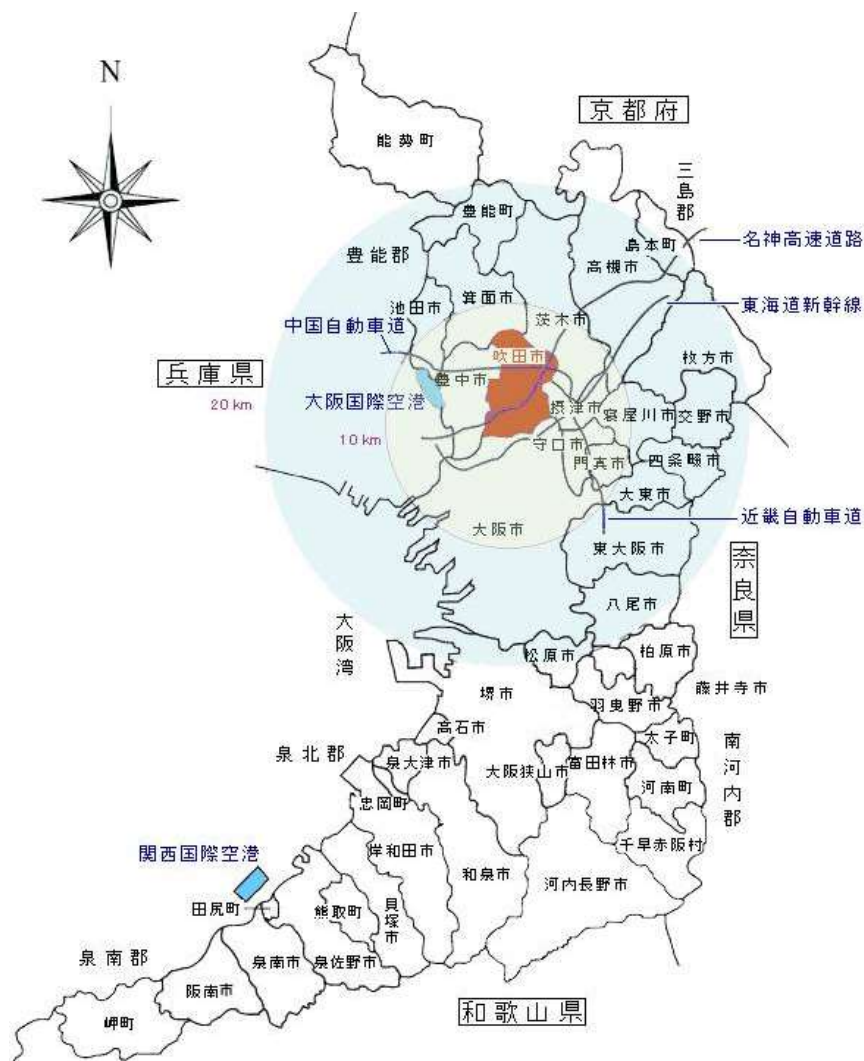 N
京都府
能勢町
三島郡
豊能町
島本町
名神高速道路
豊能郡
高槻市
箕面市
池田市
東海道新幹線
茨木市
中国自動車道
吹田市
枚方市
兵庫県
豊中市
大阪国際空港
20 km
摂津市
寝屋川市
交野市
10 km
守口市
門真市
四条畷市
大東市
大阪市
近畿自動車道
東大阪市
奈良県
八尾市
大阪湾
松原市
柏原市
藤井寺市
堺市
羽曳野市
高石市
太子町
南河内郡
泉北郡
泉大津市
大阪狭山市
富田林市
河南町
忠岡町
千早赤阪村
関西国際空港
岸和田市
和泉市
河内長野市
田尻町
熊取町
貝塚市
泉南郡
泉南市
泉佐野市
阪南市
岬町
和歌山県